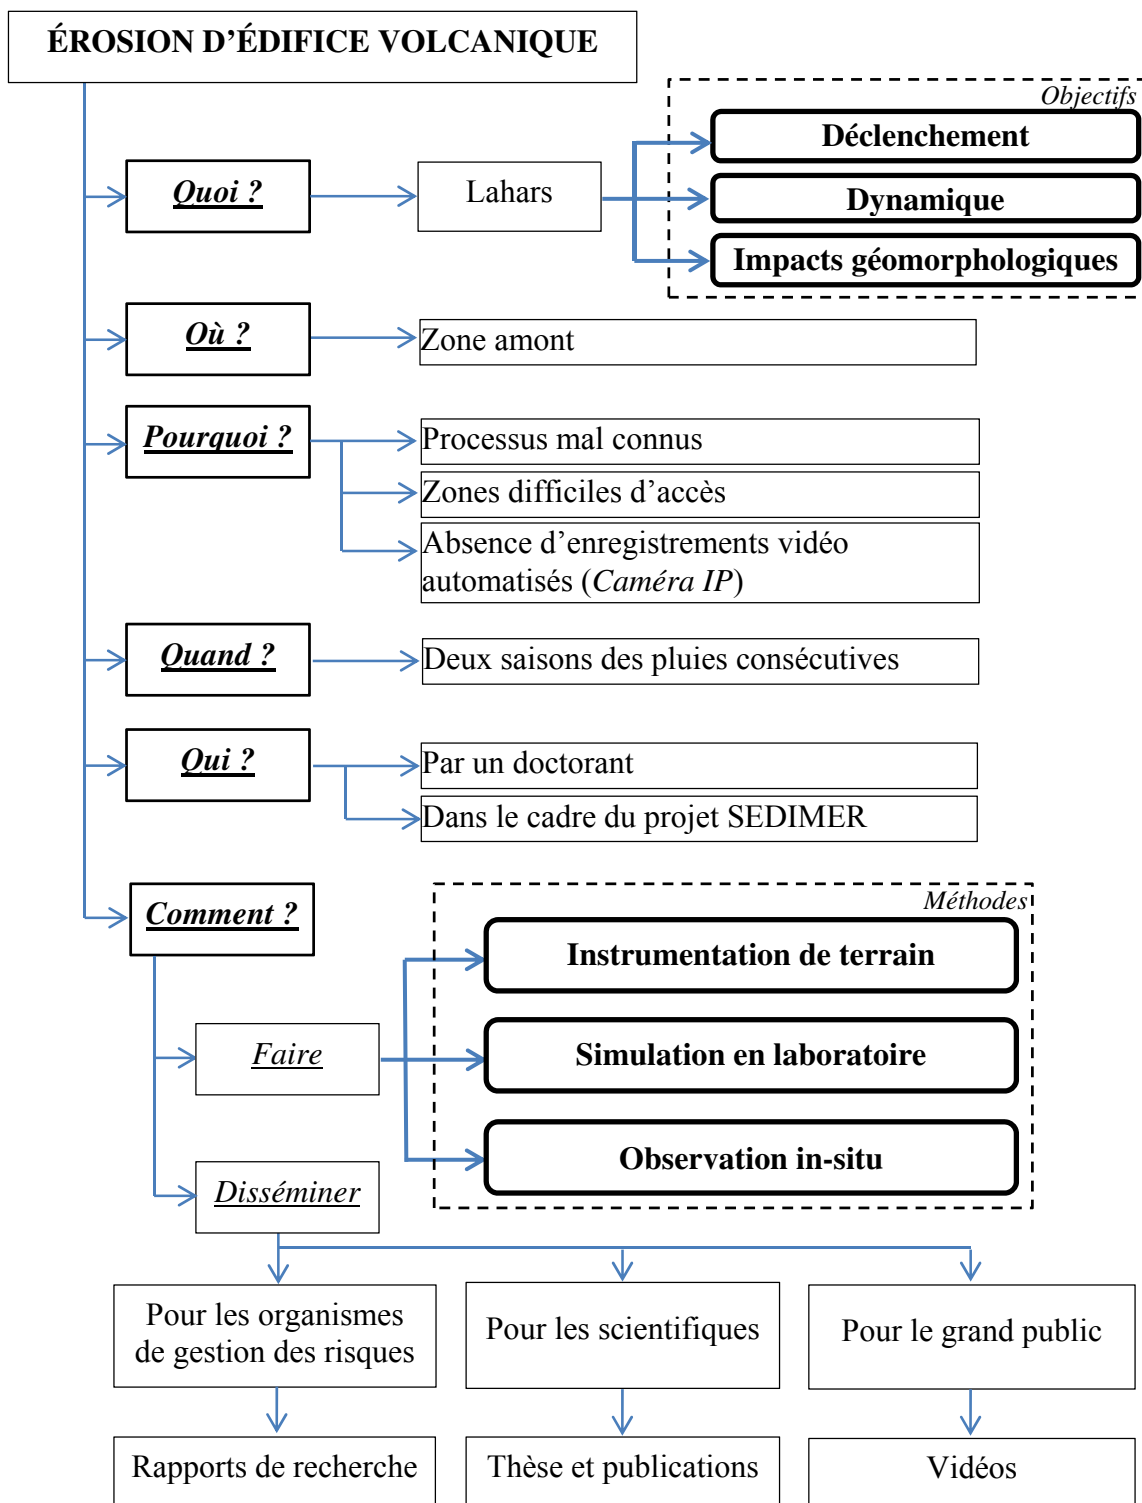 ÉROSION D’ÉDIFICE VOLCANIQUE
Objectifs
Déclenchement
Quoi ?
Lahars
Dynamique
Impacts géomorphologiques
Où ?
Zone amont
Pourquoi ?
Processus mal connus
Zones difficiles d’accès
Absence d’enregistrements vidéo
automatisés (Caméra IP)
Quand ?
Deux saisons des pluies consécutives
Qui ?
Par un doctorant
Dans le cadre du projet SEDIMER
Comment ?
Méthodes
Instrumentation de terrain
Faire
Simulation en laboratoire
Observation in-situ
Disséminer
Pour les organismes
de gestion des risques
Pour les scientifiques
Pour le grand public
Rapports de recherche
Thèse et publications
Vidéos